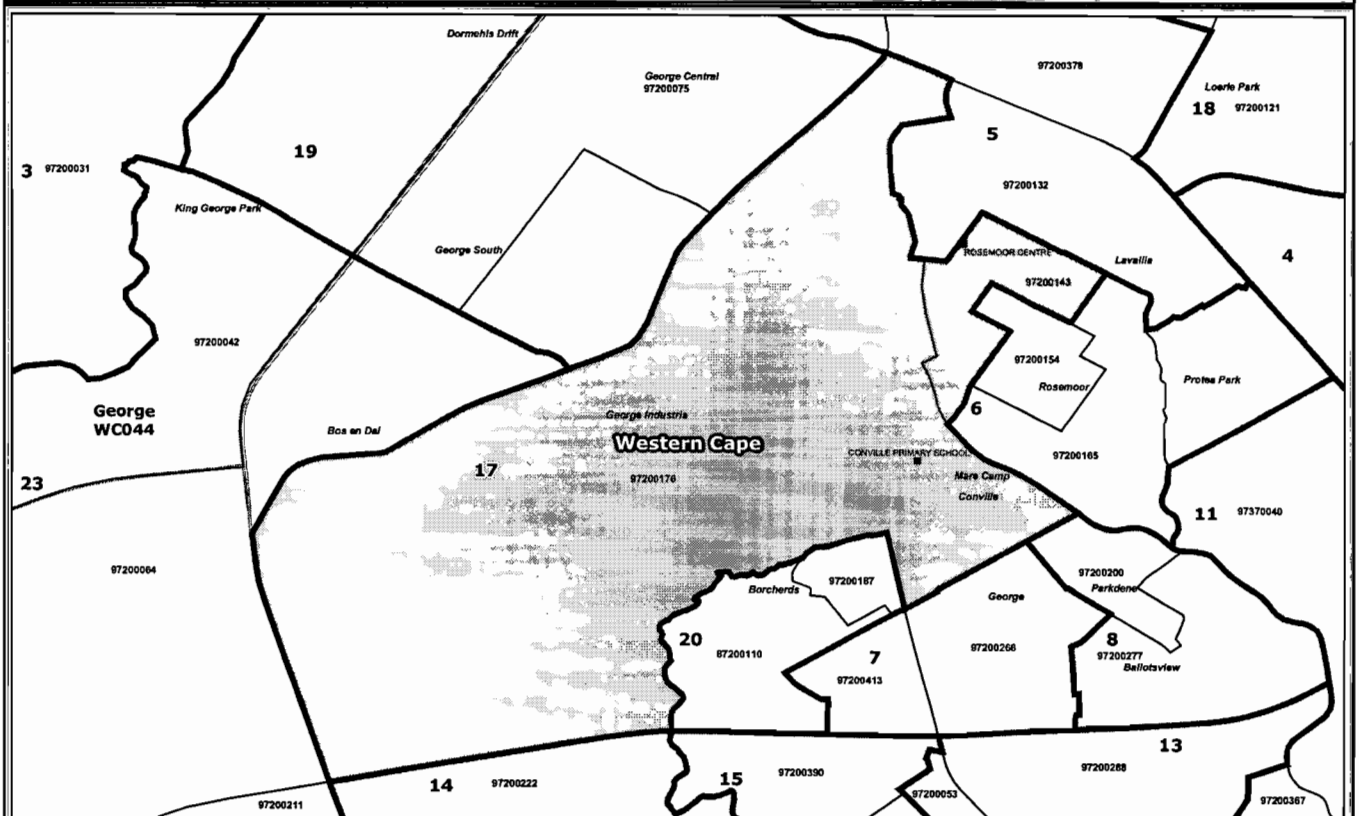 Dormehls Drift
George Central
97200075
97200378
Loerie Park
18 97200121
5
19
3 97200031
97200132
King George Park
George South
ROSEMOOR CENTRE
Lavallia
4
97200143
97200042
97200154
Rosemoor
Protea Park
George
WC044
Bos en Dal
George Industria
6
Western Cape
CONVILLE PRIMARY SCHOOL
97200165
17
97200176
Mare Camp
Conville
23
11 97370040
97200064
97200187
97200200
Borcherds
Parkdene
George
20
87200110
7
97200413
97200266
8
97200277
Ballotsview
13
97200390
97200288
14 97200222
15
97200053
97200211
97200367